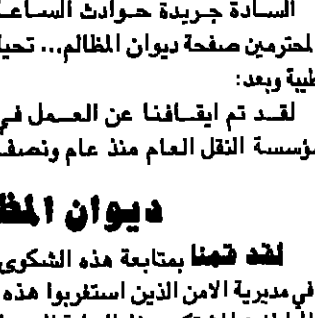 السادة جريدة حوادث الساعة
المحترمين صفحة ديوان المظالم... تحيا
طيبة وبعد:
لقد تم ايقافنا عن العمل في
مؤسسة النقل العام منذ عام ونصف
ديوان المظا
لقد قمنا بمتابعة هذه الشكوى
في مديرية الامن الذين استغربوا هذه